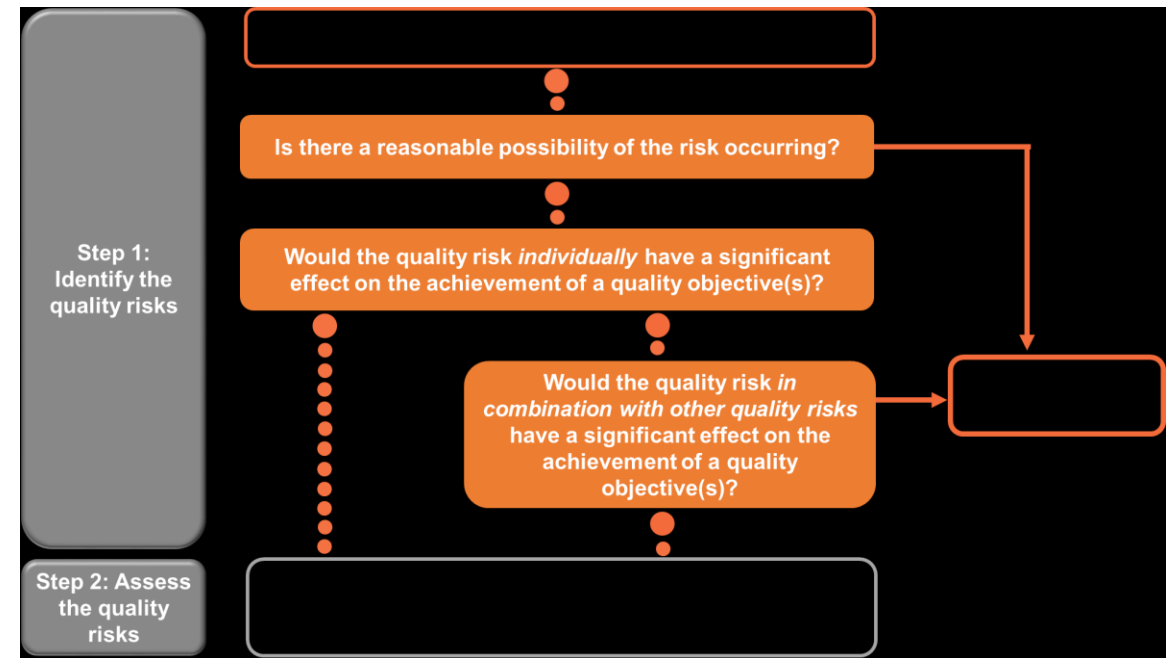 Is there a reasonable possibility of the risk occurring?
Step 1:
Identify the
quality risks
Would the quality risk individually have a significant
effect on the achievement of a quality objective(s)?
Would the quality risk in
combination with other quality risks
have a significant effect on the
achievement of a quality
objective(s)?
Step 2: Assess
the quality
risks